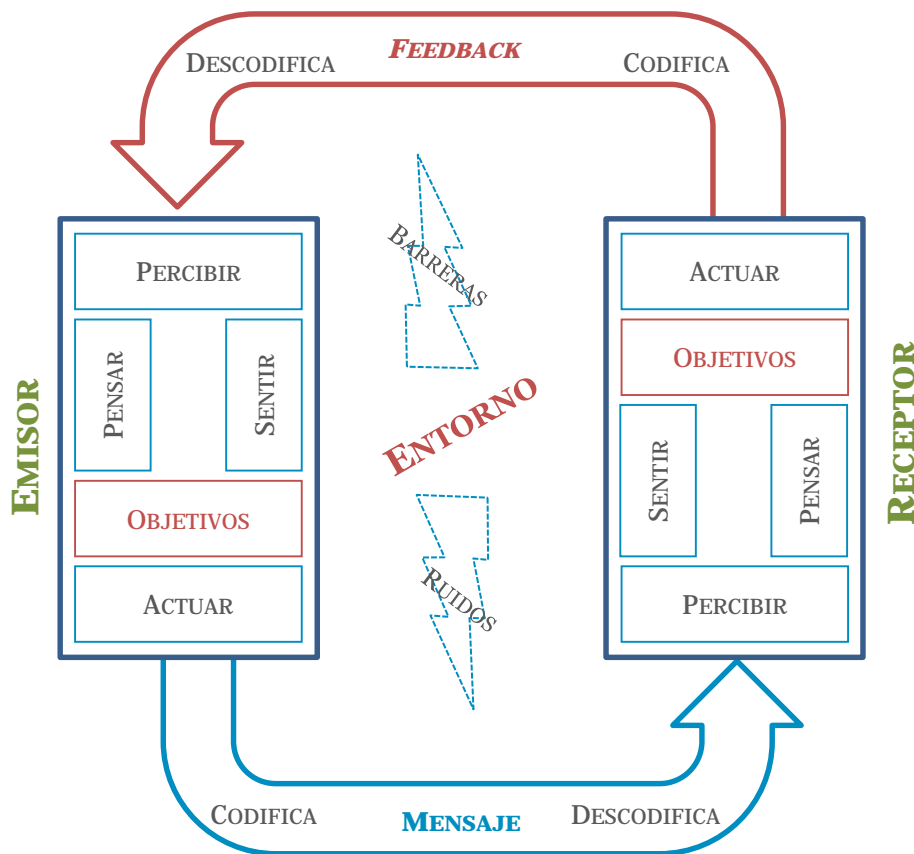 FEEDBACK
DESCODIFICA
CODIFICA
EMISOR
PERCIBIR
PENSAR
SENTIR
OBJETIVOS
ACTUAR
BARRERAS
ENTORNO
RUIDOS
ACTUAR
OBJETIVOS
SENTIR
PENSAR
PERCIBIR
RECEPTOR
CODIFICA
MENSAJE
DESCODIFICA